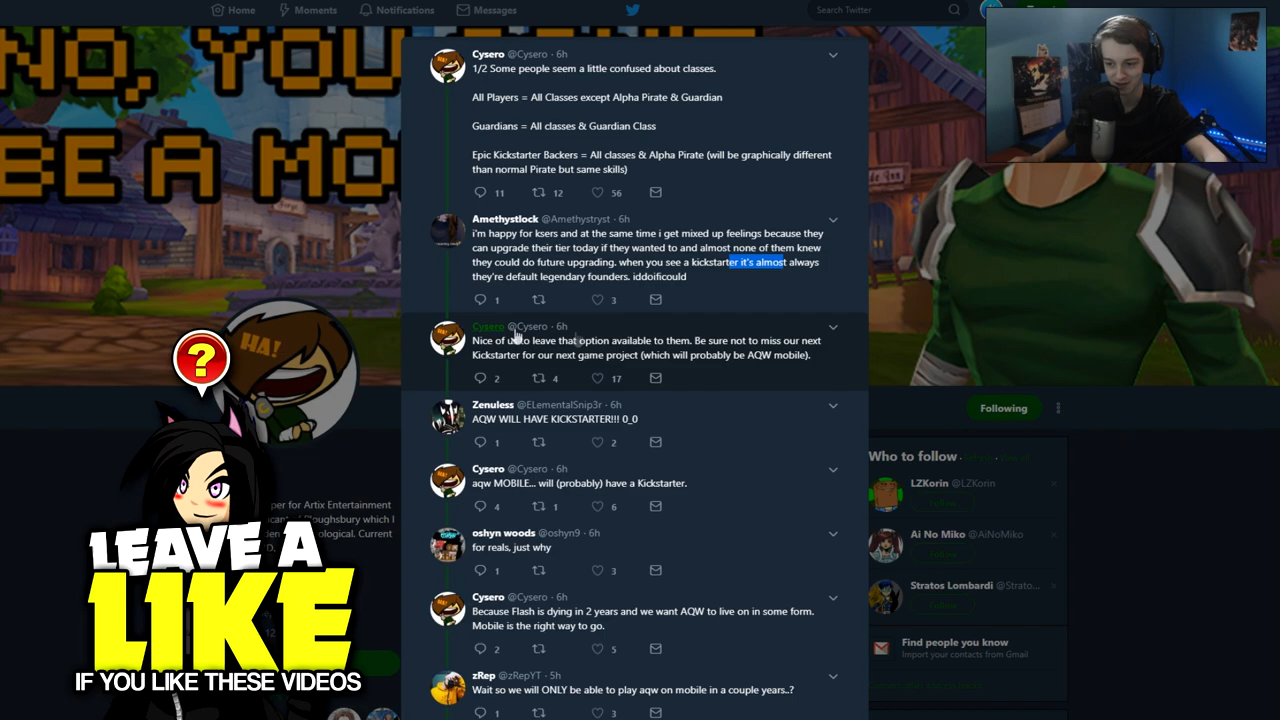 Home
Moments
Notifications
Messages
Search Twitter
NO, YOU
BE A MO
Cysero @Cysero · 6h
1/2 Some people seem a little confused about classes.
All Players = All Classes except Alpha Pirate & Guardian
Guardians = All classes & Guardian Class
Epic Kickstarter Backers = All classes & Alpha Pirate (will be graphically different
than normal Pirate but same skills)
11 12 56
Amethystlock @Amethystryst · 6h
i'm happy for ksers and at the same time i get mixed up feelings because they
can upgrade their tier today if they wanted to and almost none of them knew
they could do future upgrading. when you see a kickstarter it's almost always
they're default legendary founders. iddoificould
1 3
Cysero @Cysero · 6h
Nice of us to leave that option available to them. Be sure not to miss our next
Kickstarter for our next game project (which will probably be AQW mobile).
2 4 17
Zenuless @ELementalSnip3r · 6h
AQW WILL HAVE KICKSTARTER!!! 0_0
1 2
Cysero @Cysero · 6h
aqw MOBILE... will (probably) have a Kickstarter.
4 1 6
oshyn woods @oshyn9 · 6h
for reals, just why
1 3
Cysero @Cysero · 6h
Because Flash is dying in 2 years and we want AQW to live on in some form.
Mobile is the right way to go.
2 5
zRep @zRepYT · 5h
Wait so we will ONLY be able to play aqw on mobile in a couple years..?
1 3
HA!
?
per for Artix Entertainment
ological. Current
12
LEAVE A
LIKE
IF YOU LIKE THESE VIDEOS
Following
Who to follow ·
LZKorin @LZKorin
Follow
Ai No Miko @AiNoMiko
Follow
Stratos Lombardi @Strato...
Follow
Find people you know
Import your contacts from Gmail